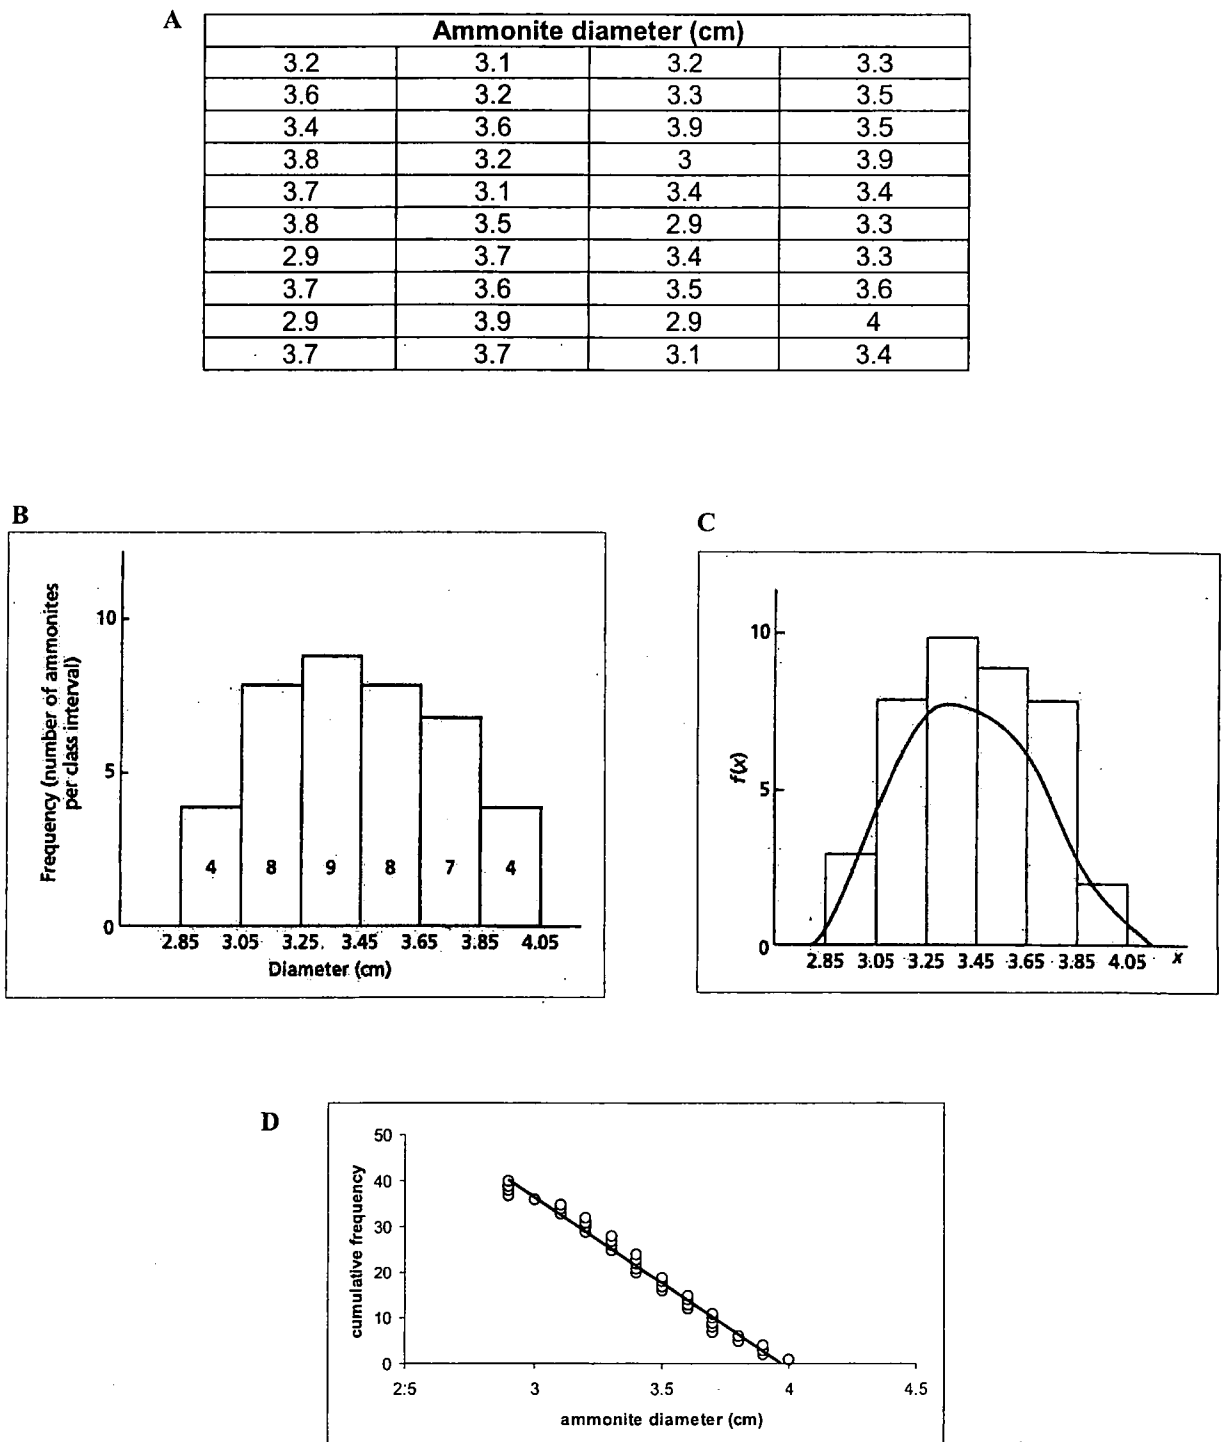 A
Ammonite diameter (cm)
3.2 3.1 3.2 3.3
3.6 3.2 3.3 3.5
3.4 3.6 3.9 3.5
3.8 3.2 3 3.9
3.7 3.1 3.4 3.4
3.8 3.5 2.9 3.3
2.9 3.7 3.4 3.3
3.7 3.6 3.5 3.6
2.9 3.9 2.9 4
3.7 3.7 3.1 3.4
B
Frequency (number of ammonites
per class interval)
10
5
0
4 8 9 8 7 4
2.85 3.05 3.25 3.45 3.65 3.85 4.05
Diameter (cm)
C
f(x)
10
5
0
2.85 3.05 3.25 3.45 3.65 3.85 4.05 x
D
cumulative frequency
50
40
30
20
10
0
2.5 3 3.5 4 4.5
ammonite diameter (cm)